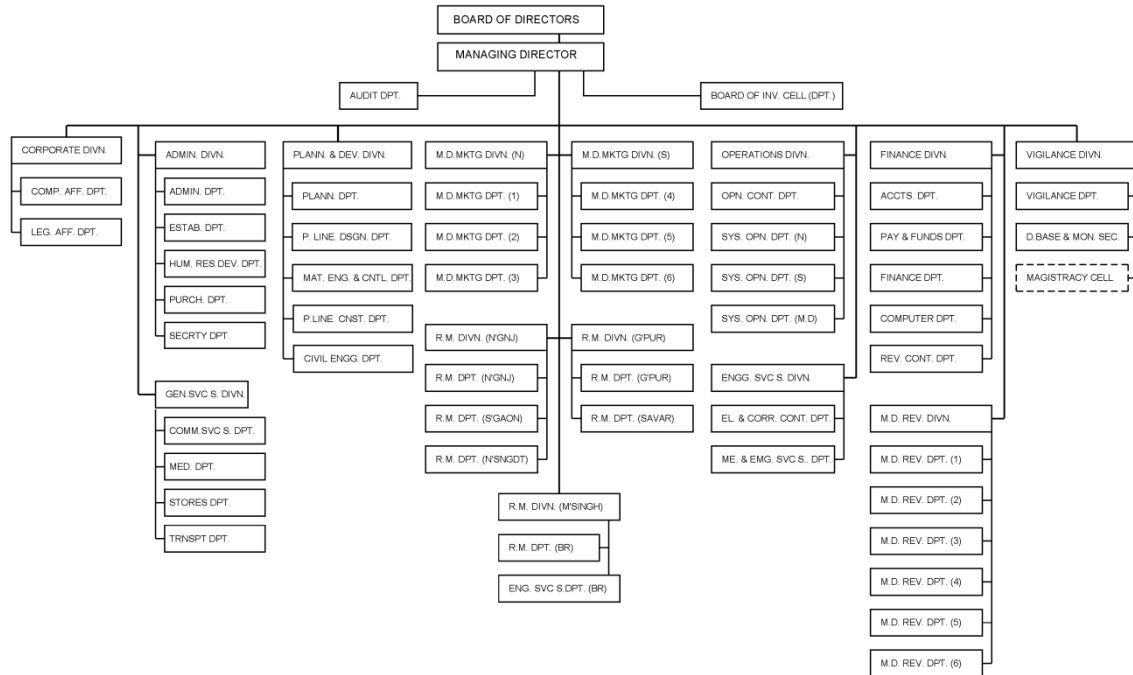 BOARD OF DIRECTORS
MANAGING DIRECTOR
AUDIT DPT.
BOARD OF INV. CELL (DPT.)
CORPORATE DIVN.
COMP. AFF. DPT.
LEG. AFF. DPT.
ADMIN. DIVN.
ADMIN. DPT.
ESTAB. DPT.
HUM. RES.DEV. DPT.
PURCH. DPT.
SECRTY DPT.
GEN.SVC S. DIVN.
COMM.SVC S. DPT.
MED. DPT.
STORES DPT.
TRNSPT DPT.
PLANN. & DEV. DIVN.
PLANN. DPT.
P. LINE. DSGN. DPT.
MAT. ENG. & CNTL. DPT.
P.LINE. CNST. DPT.
CIVIL ENGG. DPT.
M.D.MKTG DIVN. (N)
M.D.MKTG DPT. (1)
M.D.MKTG DPT. (2)
M.D.MKTG DPT. (3)
M.D.MKTG DIVN. (S)
M.D.MKTG DPT. (4)
M.D.MKTG DPT. (5)
M.D.MKTG DPT. (6)
R.M. DIVN. (N'GNJ)
R.M. DPT. (N'GNJ)
R.M. DPT. (S'GAON)
R.M. DPT. (N'SNGDT)
R.M. DIVN. (G'PUR)
R.M. DPT. (G'PUR)
R.M. DPT. (SAVAR)
R.M. DIVN. (M'SINGH)
R.M. DPT. (BR)
ENG. SVC S.DPT. (BR)
OPERATIONS DIVN.
OPN. CONT. DPT.
SYS. OPN. DPT. (N)
SYS. OPN. DPT. (S)
SYS. OPN. DPT. (M.D)
ENGG. SVC S. DIVN.
EL. & CORR. CONT. DPT.
ME. & EMG. SVC S.. DPT.
FINANCE DIVN.
ACCTS. DPT.
PAY & FUNDS DPT.
FINANCE DPT.
COMPUTER DPT.
REV. CONT. DPT.
M.D. REV. DIVN.
M.D. REV. DPT. (1)
M.D. REV. DPT. (2)
M.D. REV. DPT. (3)
M.D. REV. DPT. (4)
M.D. REV. DPT. (5)
M.D. REV. DPT. (6)
VIGILANCE DIVN.
VIGILANCE DPT.
D.BASE & MON. SEC.
MAGISTRACY CELL